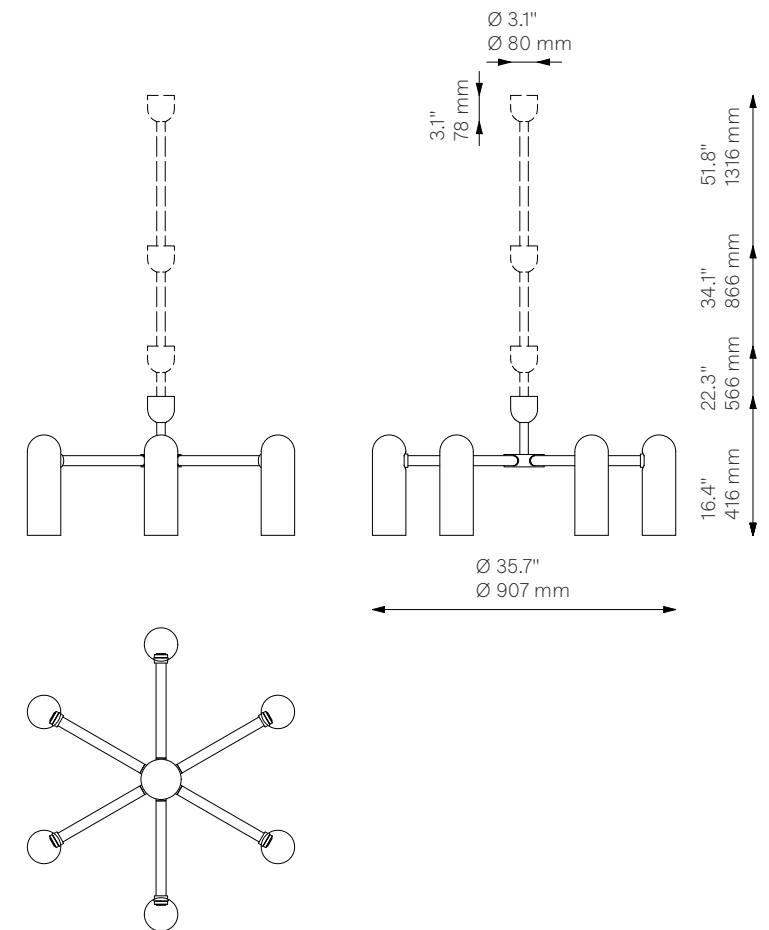 Ø 3.1"
Ø 80 mm
3.1"
78 mm
51.8"
1316 mm
34.1"
866 mm
22.3"
566 mm
16.4"
416 mm
Ø 35.7"
Ø 907 mm